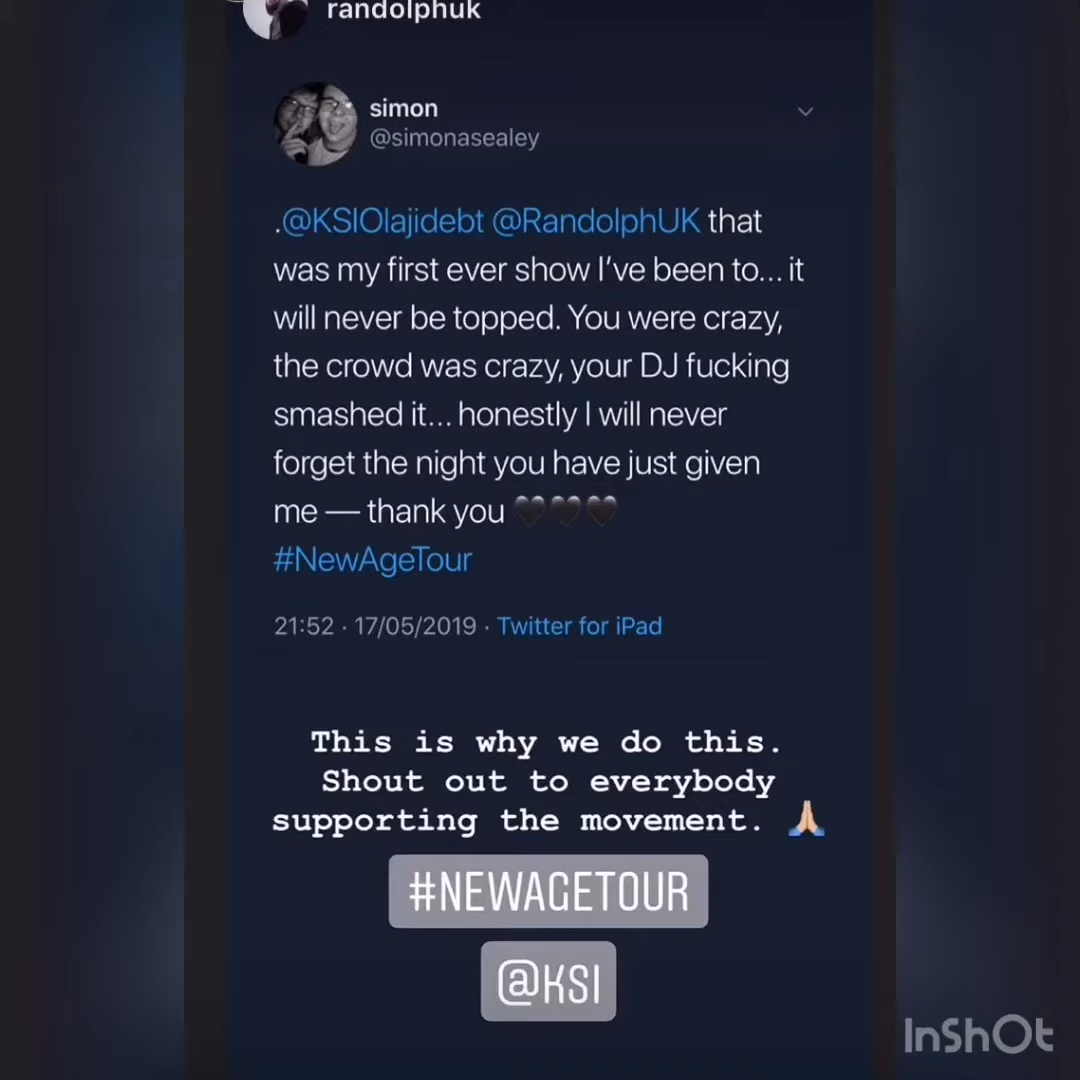 randolphuk
simon
@simonasealey
.@KSIOlajidebt @RandolphUK that
was my first ever show I've been to... it
will never be topped. You were crazy,
the crowd was crazy, your DJ fucking
smashed it... honestly I will never
forget the night you have just given
me — thank you 🖤🖤🖤
#NewAgeTour
21:52 · 17/05/2019 · Twitter for iPad
This is why we do this.
Shout out to everybody
supporting the movement. 🙏🏼
#NEWAGETOUR
@KSI
InShOt